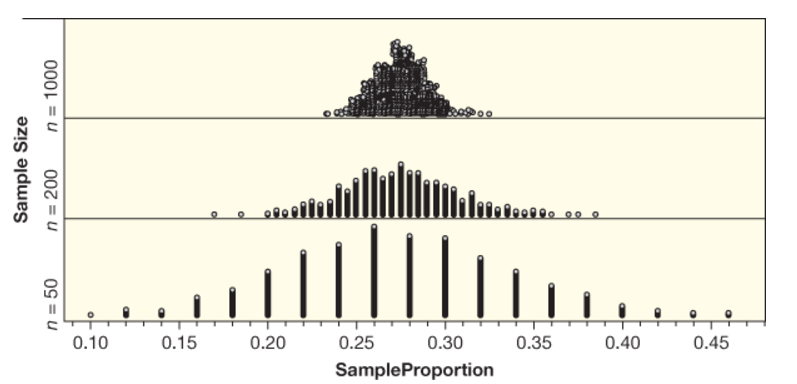 Sample Size
n = 1000
n = 200
n = 50
0.10 0.15 0.20 0.25 0.30 0.35 0.40 0.45
SampleProportion